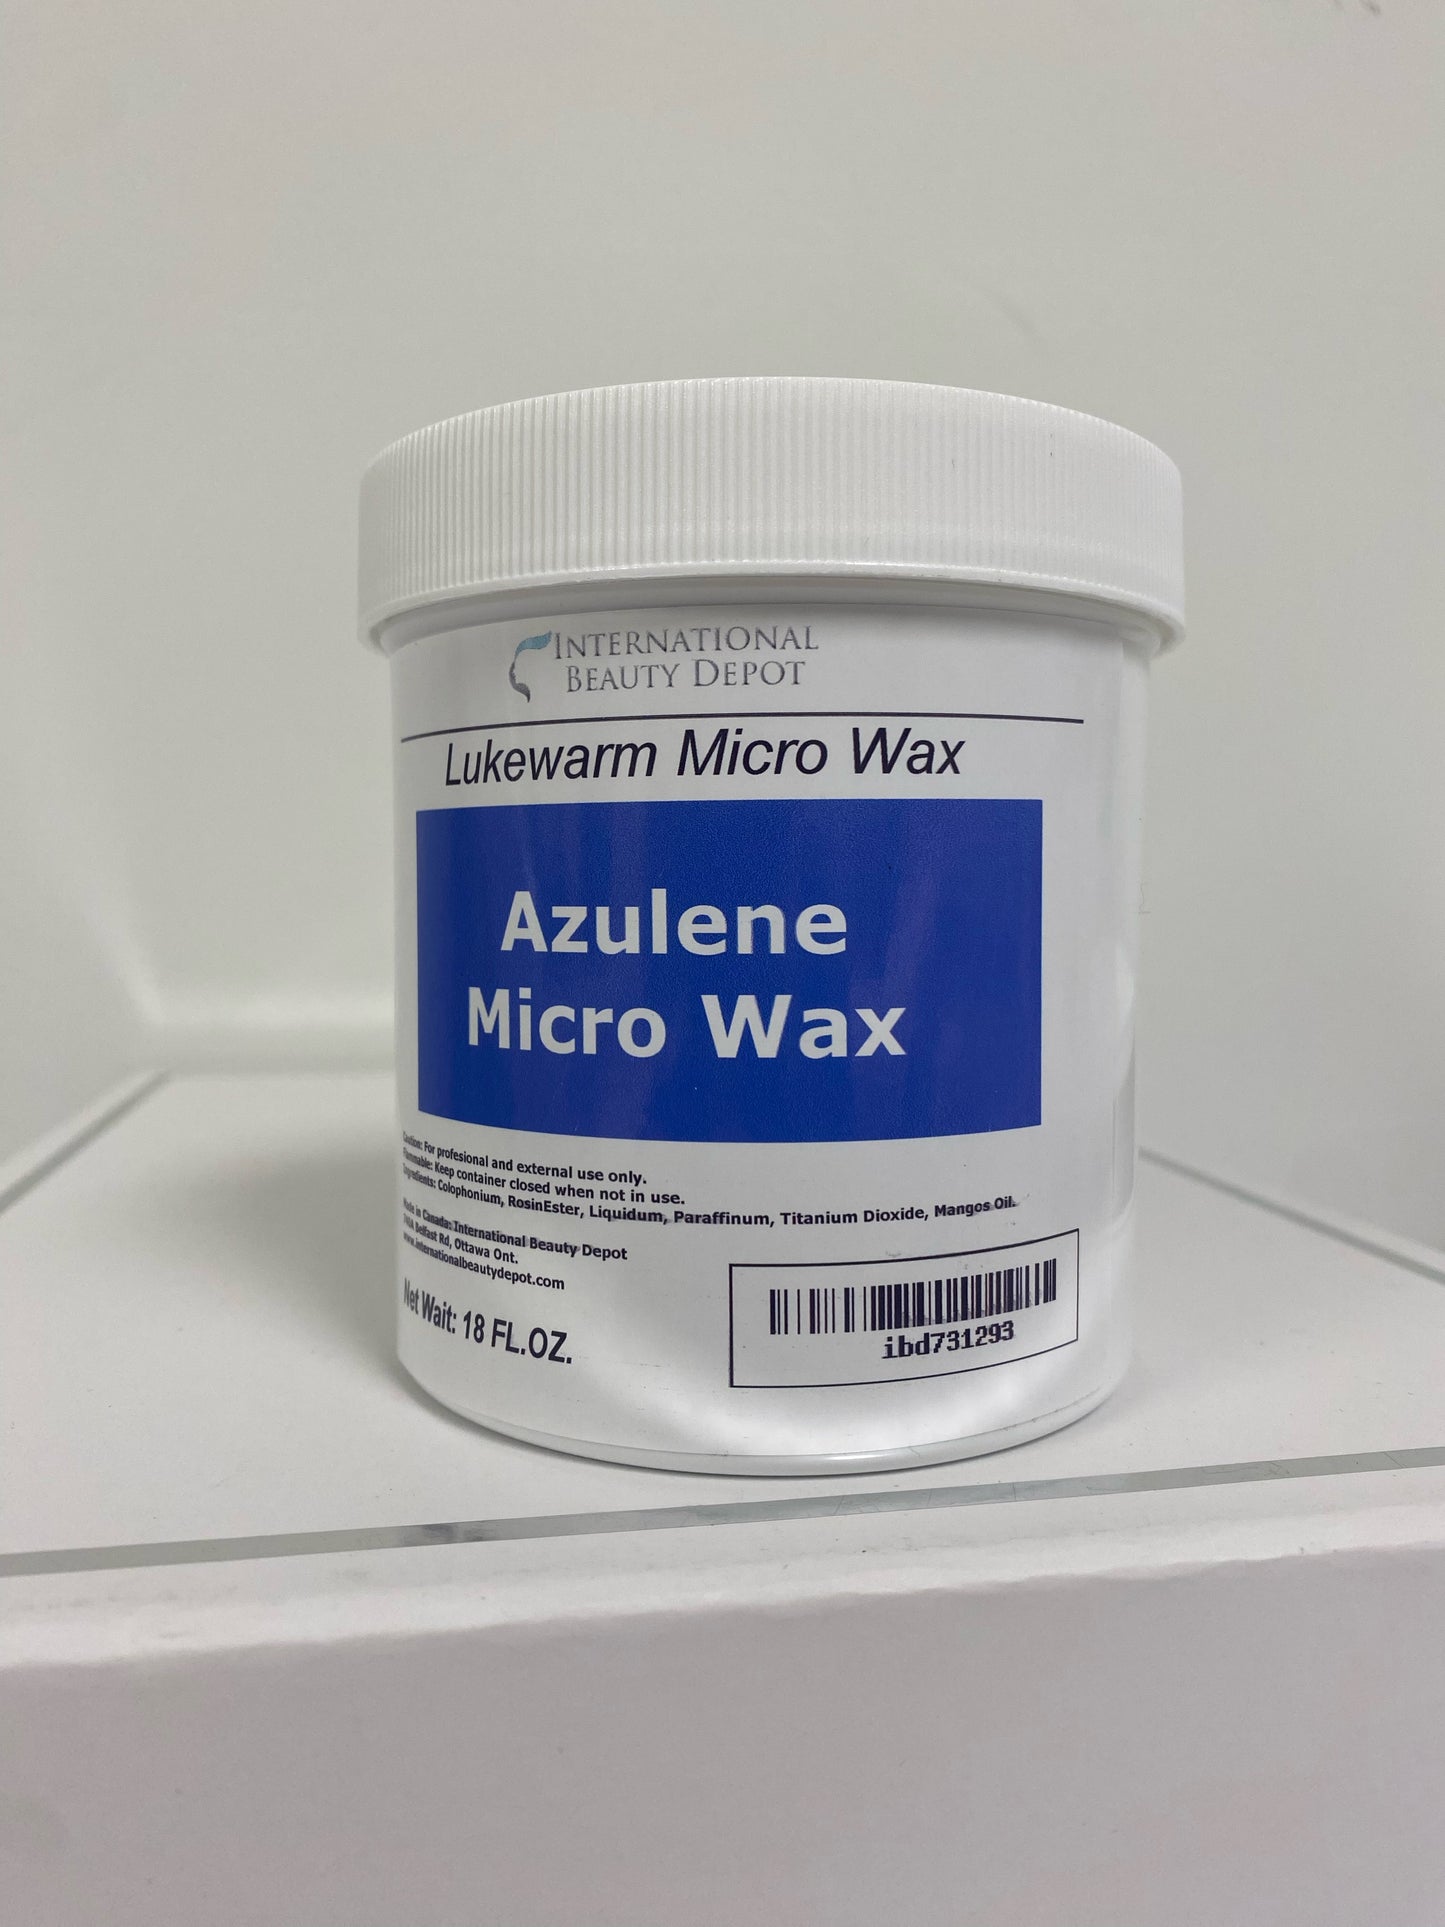 INTERNATIONAL
BEAUTY DEPOT
Lukewarm Micro Wax
Azulene
Micro Wax
Caution: For profesional and external use only.
Flammable: Keep container closed when not in use.
Ingredients: Colophonium, RosinEster, Liquidum, Paraffinum, Titanium Dioxide, Mangos Oil.
Made in Canada: International Beauty Depot
Belfast Rd, Ottawa Ont.
www.internationalbeautydepot.com
Net Wait: 18 FL.OZ.
ibd731293